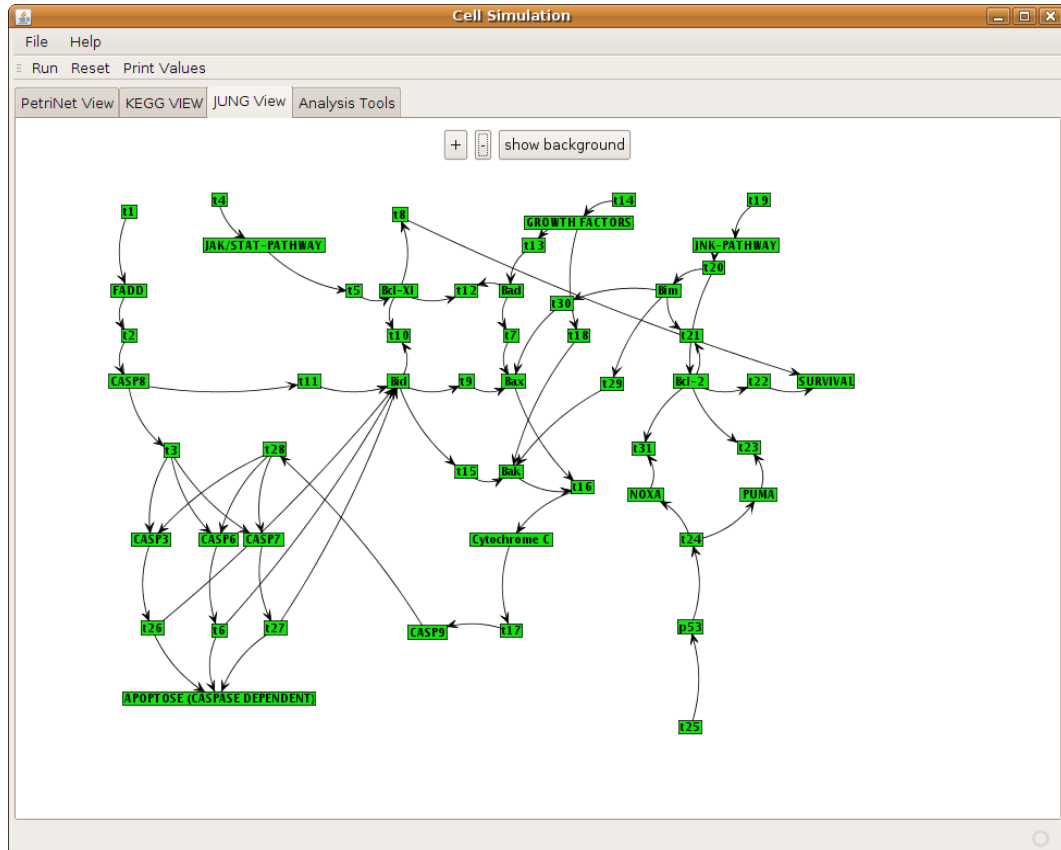 Cell Simulation
File Help
Run Reset Print Values
PetriNet View KEGG VIEW JUNG View Analysis Tools
+ - show background
t4 t14 t19
t1 t8 GROWTH FACTORS
JAK/STAT-PATHWAY t13 JNK-PATHWAY
t20
FADD t5 Bcl-Xl t12 Bad Bim
t30
t2 t10 t7 t18 t21
CASP8 t11 Bid t9 Bax t29 Bcl-2 t22 SURVIVAL
t3 t28 t31 t23
t15 Bak
t16 NOXA PUMA
CASP3 CASP6 CASP7 Cytochrome C t24
t26 t6 t27 CASP9 t17 p53
APOPTOSE (CASPASE DEPENDENT)
t25